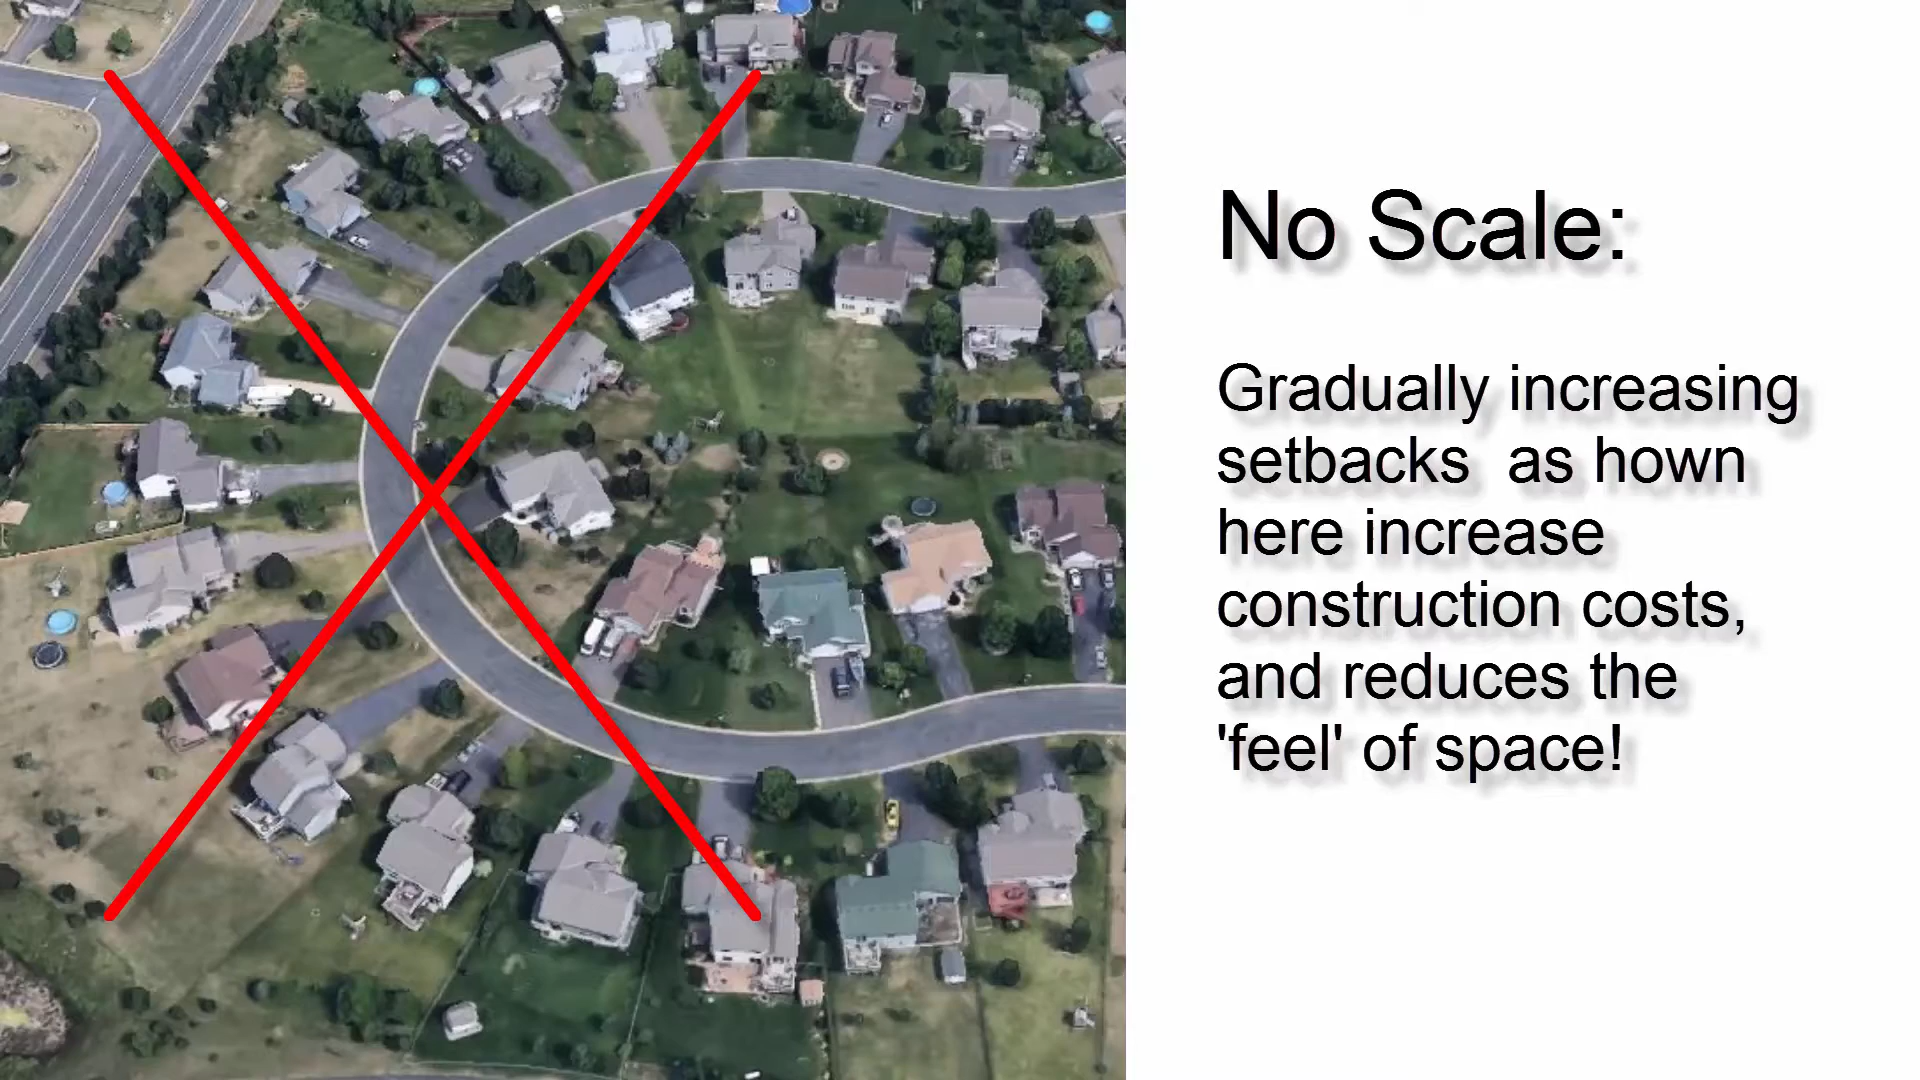 No Scale:
Gradually increasing
setbacks  as hown
here increase
construction costs,
and reduces the
'feel' of space!